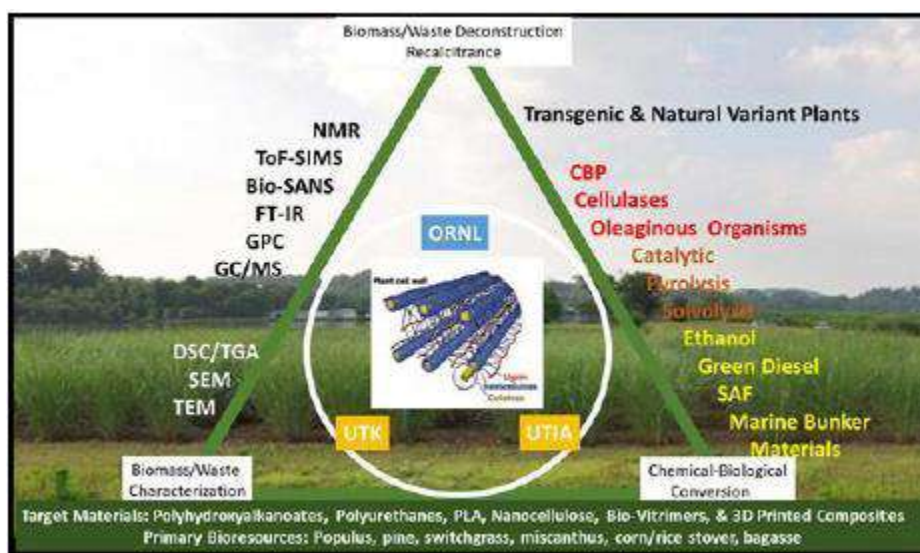 Biomass/Waste Deconstruction
Recalcitrance
Transgenic & Natural Variant Plants
NMR
ToF-SIMS
Bio-SANS
FT-IR
GPC
GC/MS
DSC/TGA
SEM
TEM
CBP
Cellulases
Oleaginous Organisms
Catalytic
Pyrolysis
Solvolysis
Ethanol
Green Diesel
SAF
Marine Bunker
Materials
ORNL
Plant cell wall
Lignin
Hemicellulose
Cellulose
UTK
UTIA
Biomass/Waste
Characterization
Chemical-Biological
Conversion
Target Materials: Polyhydroxyalkanoates, Polyurethanes, PLA, Nanocellulose, Bio-Vitrimers, & 3D Printed Composites
Primary Bioresources: Populus, pine, switchgrass, miscanthus, corn/rice stover, bagasse